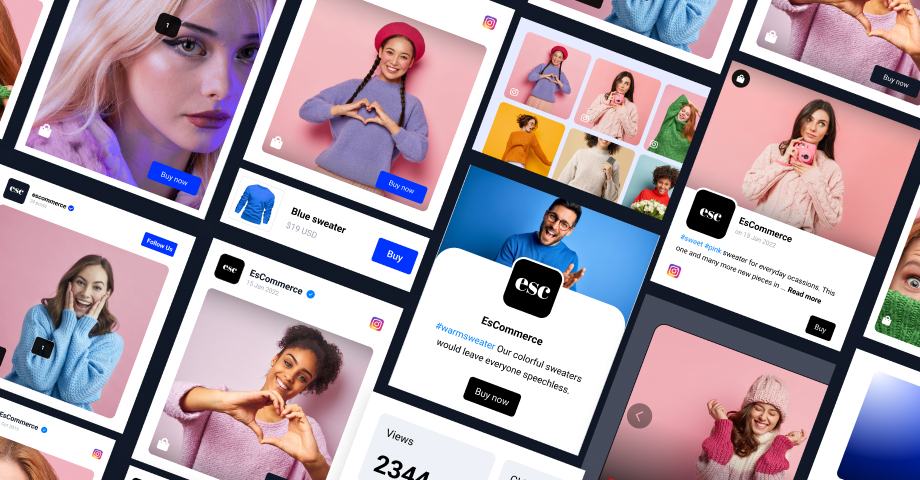 1
Buy now
esc
escommerce
Follow Us
1
EsCommerce
Buy now
Blue sweater
$19 USD
Buy
esc
EsCommerce
15 Jan 2022
esc
EsCommerce
#warmsweater Our colorful sweaters
would leave everyone speechless.
Buy now
Views
2344
Buy now
esc
EsCommerce
on 15 Jan 2022
#sweet #pink sweater for everyday ocassions. This
one and many more new pieces in ... Read more
Buy